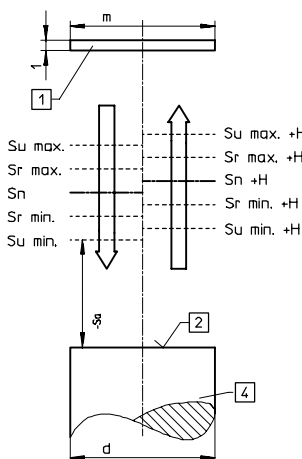 m
1
1
Su max.
Sr max.
Sn
Sr min.
Su min.
Su max. +H
Sr max. +H
Sn +H
Sr min. +H
Su min. +H
Sa
2
4
d